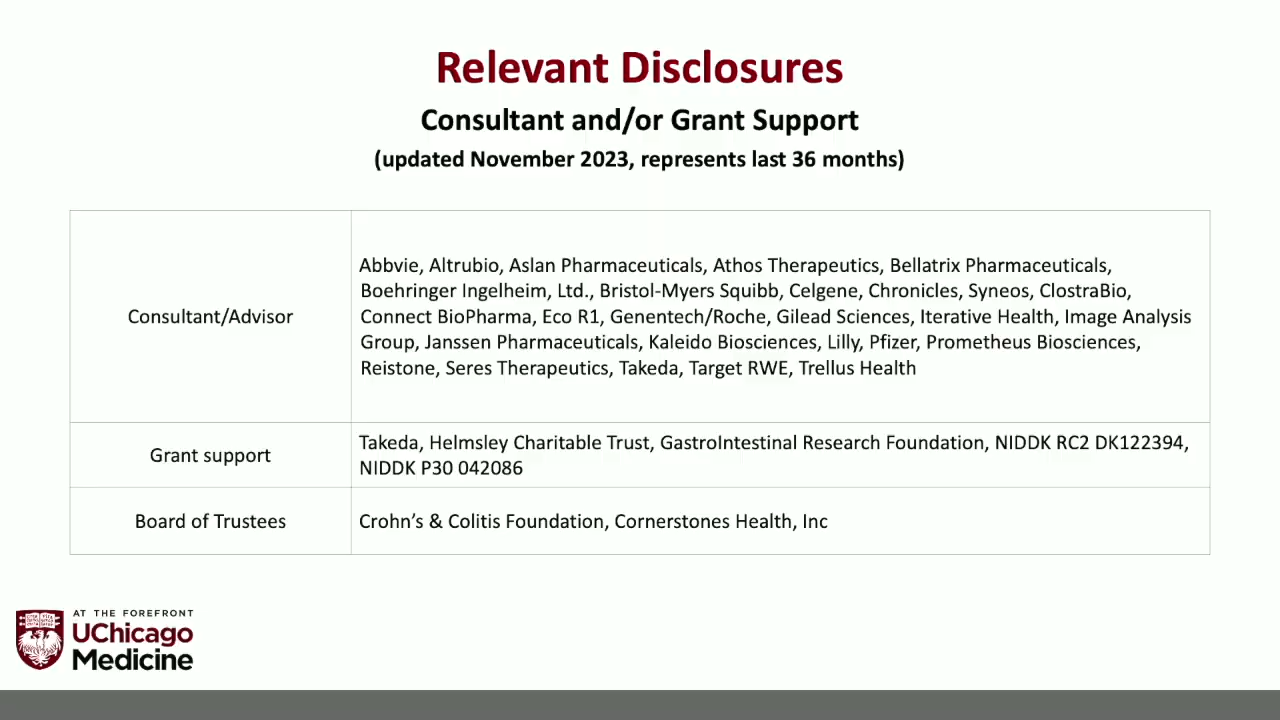 Relevant Disclosures
Consultant and/or Grant Support
(updated November 2023, represents last 36 months)
Consultant/Advisor
Abbvie, Altrubio, Aslan Pharmaceuticals, Athos Therapeutics, Bellatrix Pharmaceuticals,
Boehringer Ingelheim, Ltd., Bristol-Myers Squibb, Celgene, Chronicles, Syneos, ClostraBio,
Connect BioPharma, Eco R1, Genentech/Roche, Gilead Sciences, Iterative Health, Image Analysis
Group, Janssen Pharmaceuticals, Kaleido Biosciences, Lilly, Pfizer, Prometheus Biosciences,
Reistone, Seres Therapeutics, Takeda, Target RWE, Trellus Health
Grant support
Takeda, Helmsley Charitable Trust, GastroIntestinal Research Foundation, NIDDK RC2 DK122394,
NIDDK P30 042086
Board of Trustees
Crohn’s & Colitis Foundation, Cornerstones Health, Inc
AT THE FOREFRONT
UChicago
Medicine